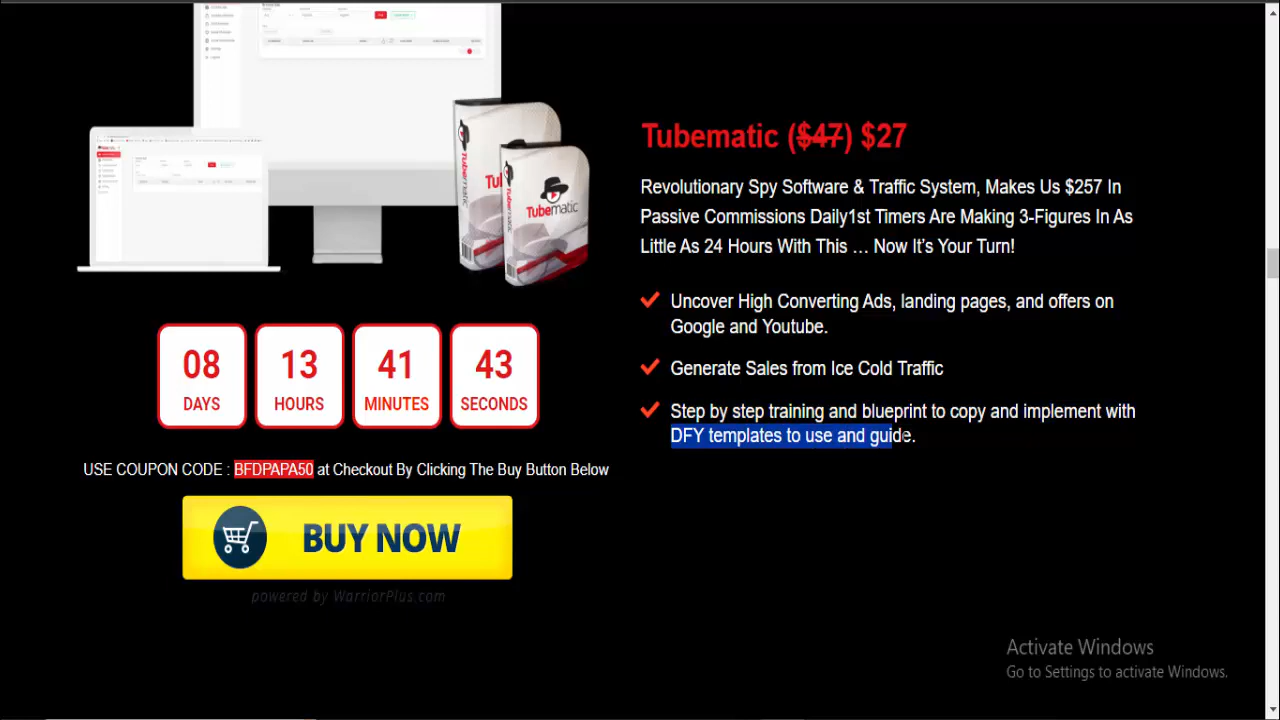 Tubematic
Tubematic
Tubematic
Tubematic ($47) $27
Revolutionary Spy Software & Traffic System, Makes Us $257 In
Passive Commissions Daily1st Timers Are Making 3-Figures In As
Little As 24 Hours With This … Now It’s Your Turn!
Uncover High Converting Ads, landing pages, and offers on
Google and Youtube.
Generate Sales from Ice Cold Traffic
Step by step training and blueprint to copy and implement with
DFY templates to use and guide.
08 13 41 43
DAYS HOURS MINUTES SECONDS
USE COUPON CODE : BFDPAPA50 at Checkout By Clicking The Buy Button Below
BUY NOW
powered by WarriorPlus.com
Activate Windows
Go to Settings to activate Windows.